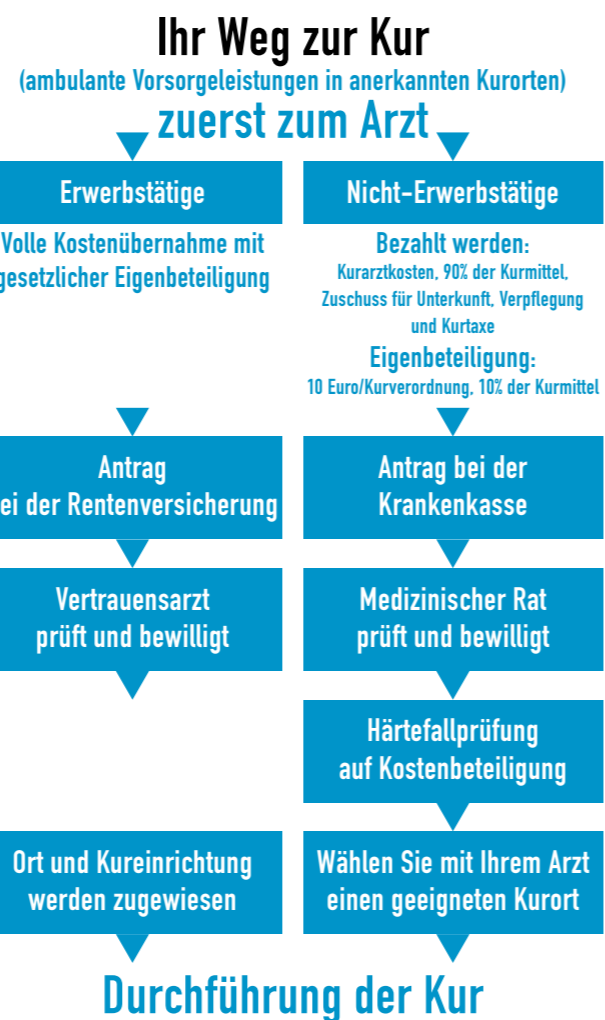 Ihr Weg zur Kur
(ambulante Vorsorgeleistungen in anerkannten Kurorten)
zuerst zum Arzt
Erwerbstätige
Volle Kostenübernahme mit
gesetzlicher Eigenbeteiligung
Antrag
ei der Rentenversicherung
Vertrauensarzt
prüft und bewilligt
Ort und Kureinrichtung
werden zugewiesen
Nicht-Erwerbstätige
Bezahlt werden:
Kurarztkosten, 90% der Kurmittel,
Zuschuss für Unterkunft, Verpflegung
und Kurtaxe
Eigenbeteiligung:
10 Euro/Kurverordnung, 10% der Kurmittel
Antrag bei der
Krankenkasse
Medizinischer Rat
prüft und bewilligt
Härtefallprüfung
auf Kostenbeteiligung
Wählen Sie mit Ihrem Arzt
einen geeigneten Kurort
Durchführung der Kur